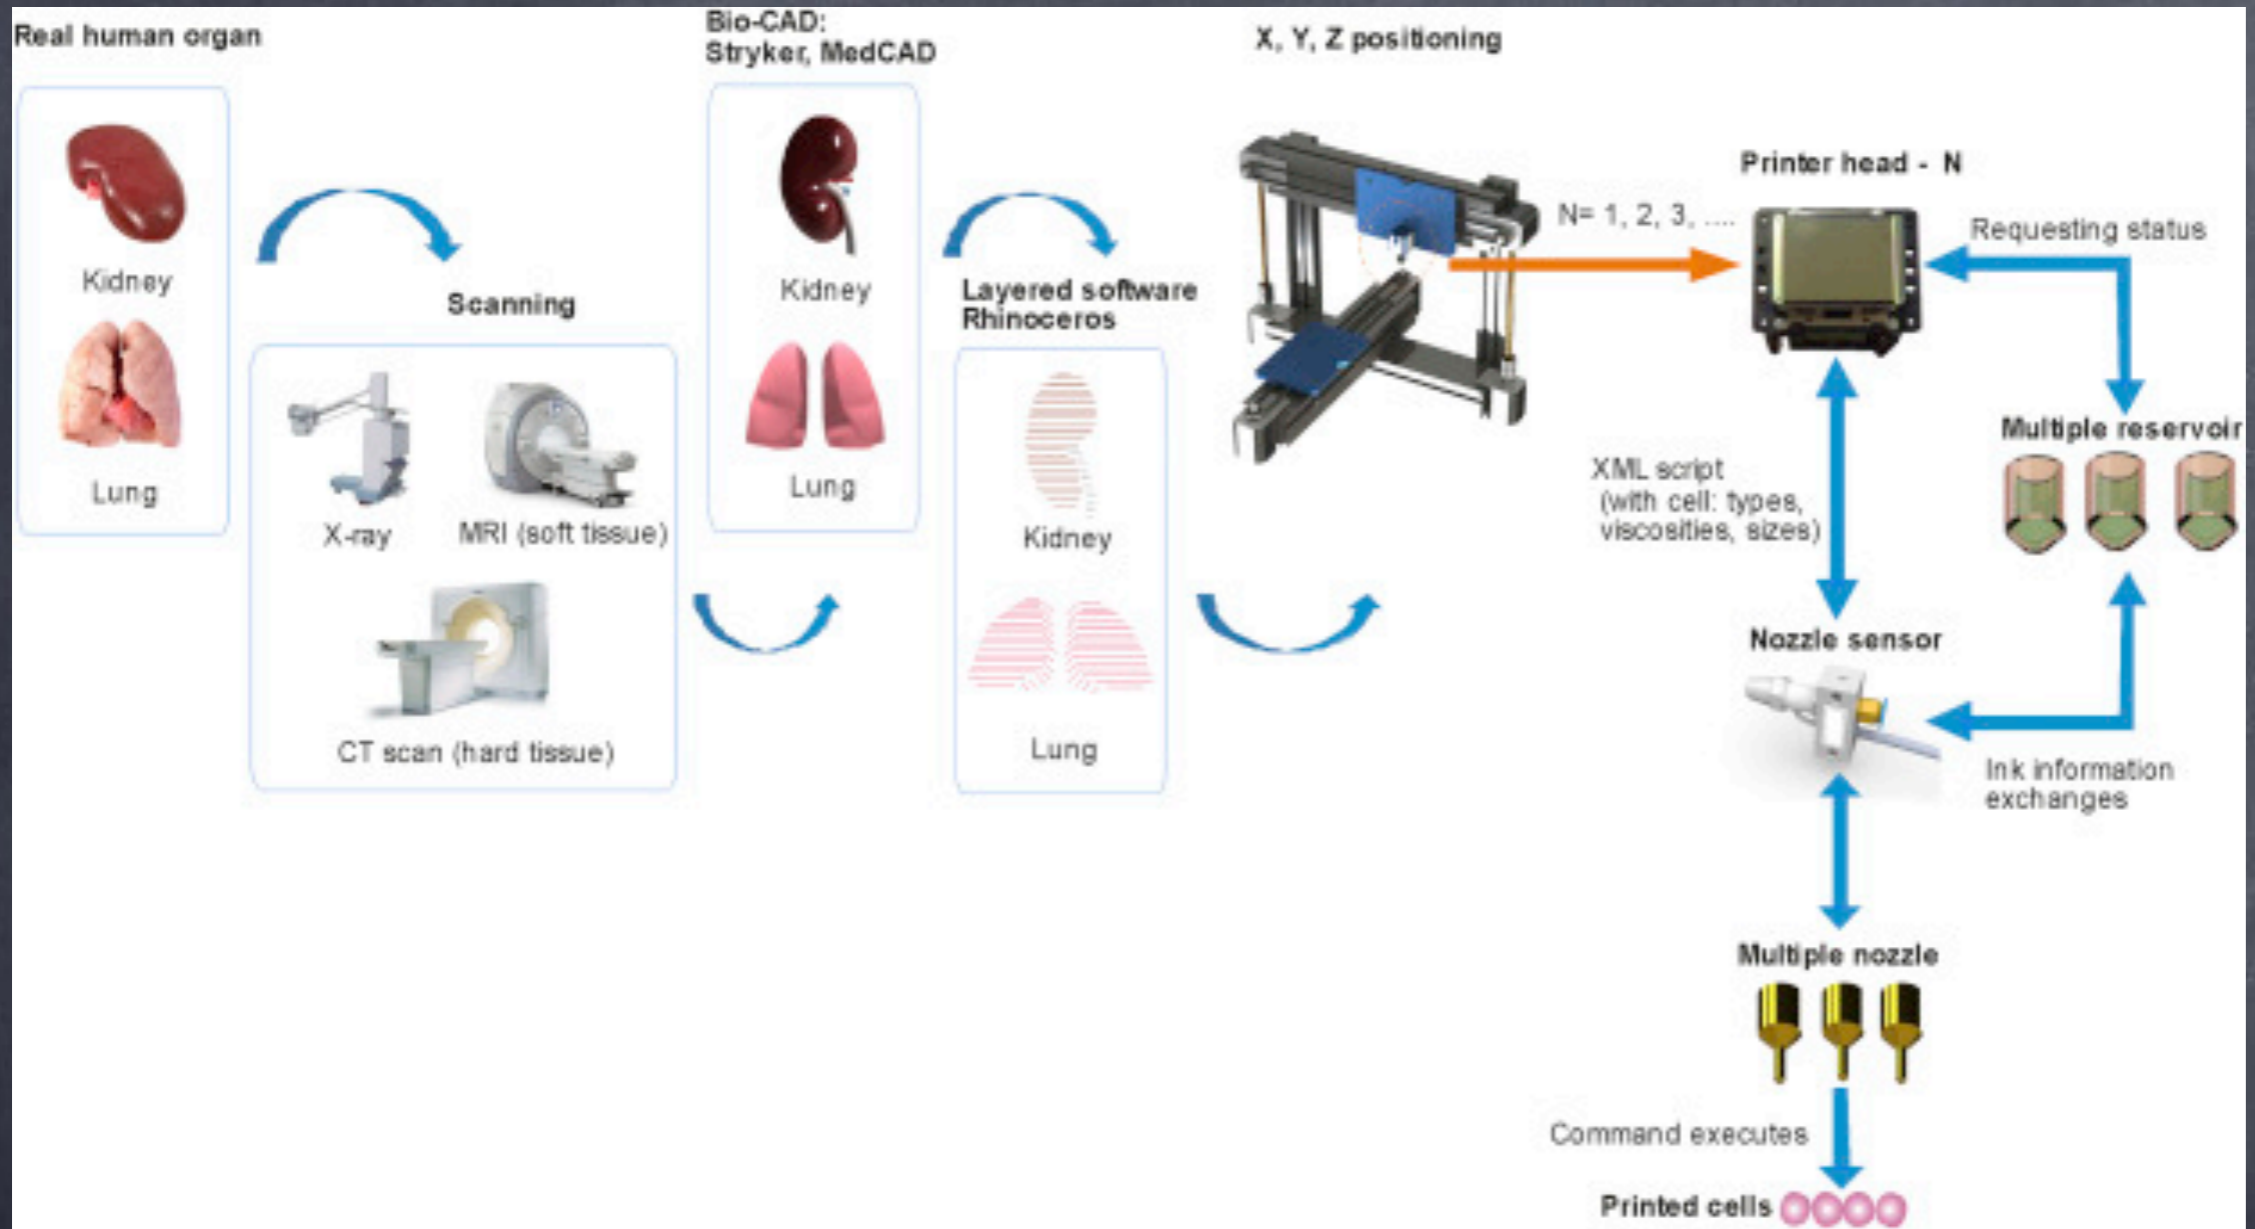 Real human organ
Kidney
Lung
Scanning
X-ray
MRI (soft tissue)
CT scan (hard tissue)
Bio-CAD:
Stryker, MedCAD
Kidney
Lung
Layered software
Rhinoceros
Kidney
Lung
X, Y, Z positioning
N= 1, 2, 3, ....
Printer head - N
Requesting status
Multiple reservoir
XML script
(with cell: types,
viscosities, sizes)
Nozzle sensor
Ink information
exchanges
Multiple nozzle
Command executes
Printed cells